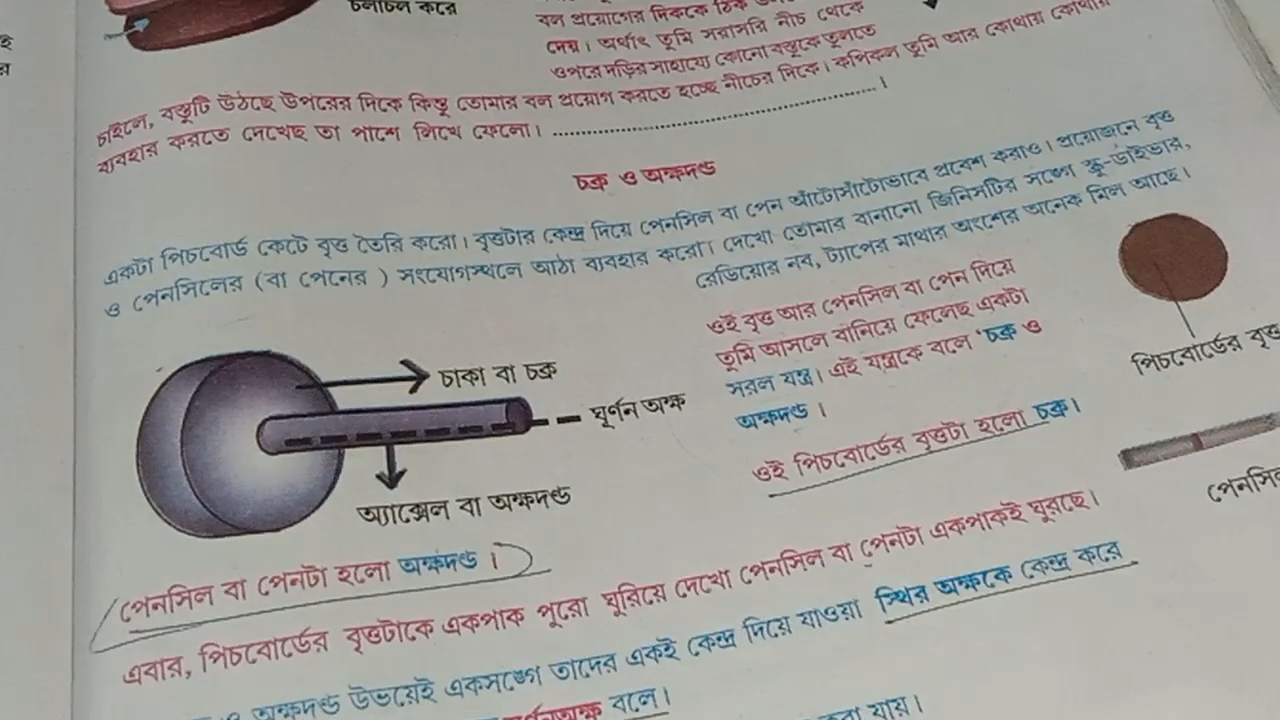 চলাচল করে
বল প্রয়োগের দিককে ঠিক
দেয়। অর্থাৎ তুমি সরাসরি নীচ থেকে
ওপরে দড়ির সাহায্যে কোনো বস্তুকে তুলতে
চাইলে, বস্তুটি উঠছে উপরের দিকে কিন্তু তোমার বল প্রয়োগ করতে হচ্ছে নীচের দিকে। কপিকল তুমি আর কোথায় কোথায়
ব্যবহার করতে দেখেছ তা পাশে লিখে ফেলো। ..........................................।
চক্র ও অক্ষদণ্ড
একটা পিচবোর্ড কেটে বৃত্ত তৈরি করো। বৃত্তটার কেন্দ্র দিয়ে পেনসিল বা পেন আঁটোসাঁটোভাবে প্রবেশ করাও। প্রয়োজনে বৃত্ত
ও পেনসিলের (বা পেনের ) সংযোগস্থলে আঠা ব্যবহার করো। দেখো তোমার বানানো জিনিসটির সঙ্গে স্ক্রু-ড্রাইভার,
রেডিয়োর নব, ট্যাপের মাথার অংশের অনেক মিল আছে।
ওই বৃত্ত আর পেনসিল বা পেন দিয়ে
তুমি আসলে বানিয়ে ফেলেছ একটা
সরল যন্ত্র। এই যন্ত্রকে বলে ‘চক্র ও
অক্ষদণ্ড ।
ওই পিচবোর্ডের বৃত্তটা হলো চক্র।
পিচবোর্ডের বৃত্ত
চাকা বা চক্র
ঘূর্ণন অক্ষ
অ্যাক্সেল বা অক্ষদণ্ড
পেনসিল
পেনসিল বা পেনটা হলো অক্ষদণ্ড ।
এবার, পিচবোর্ডের বৃত্তটাকে একপাক পুরো ঘুরিয়ে দেখো পেনসিল বা পেনটা একপাকই ঘুরছে।
ও অক্ষদণ্ড উভয়েই একসঙ্গে তাদের একই কেন্দ্র দিয়ে যাওয়া স্থির অক্ষকে কেন্দ্র করে
বলে।
যায়।